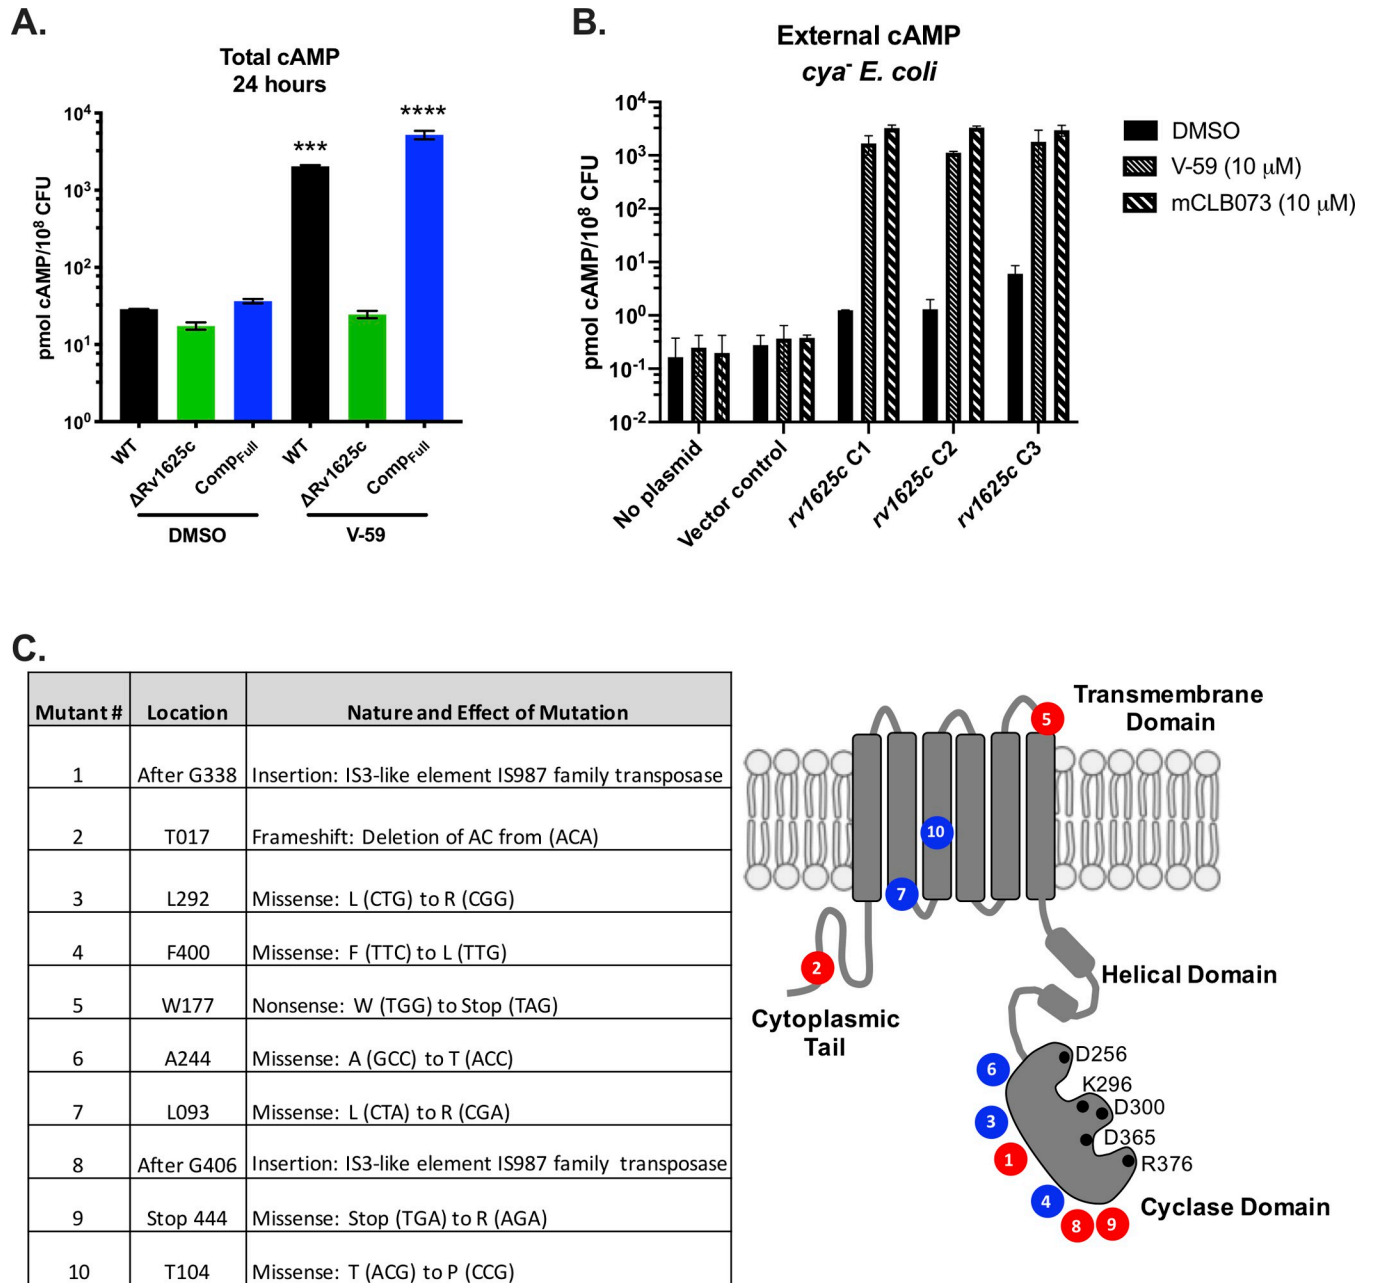 A.
Total cAMP
24 hours
pmol cAMP/10⁸ CFU
10⁴
10³
10²
10¹
10⁰
***
****
WT
ΔRv1625c
Comp_Full
WT
ΔRv1625c
Comp_Full
DMSO
V-59
B.
External cAMP
cya⁻ E. coli
pmol cAMP/10⁸ CFU
10⁴
10³
10²
10¹
10⁰
10⁻¹
10⁻²
No plasmid
Vector control
rv1625c C1
rv1625c C2
rv1625c C3
DMSO
V-59 (10 μM)
mCLB073 (10 μM)
C.
Mutant # Location Nature and Effect of Mutation
1 After G338 Insertion: IS3-like element IS987 family transposase
2 T017 Frameshift: Deletion of AC from (ACA)
3 L292 Missense: L (CTG) to R (CGG)
4 F400 Missense: F (TTC) to L (TTG)
5 W177 Nonsense: W (TGG) to Stop (TAG)
6 A244 Missense: A (GCC) to T (ACC)
7 L093 Missense: L (CTA) to R (CGA)
8 After G406 Insertion: IS3-like element IS987 family transposase
9 Stop 444 Missense: Stop (TGA) to R (AGA)
10 T104 Missense: T (ACG) to P (CCG)
Transmembrane
Domain
5
10
7
2
Cytoplasmic
Tail
Helical Domain
6
3
1
4
8
9
D256
K296
D300
D365
R376
Cyclase Domain